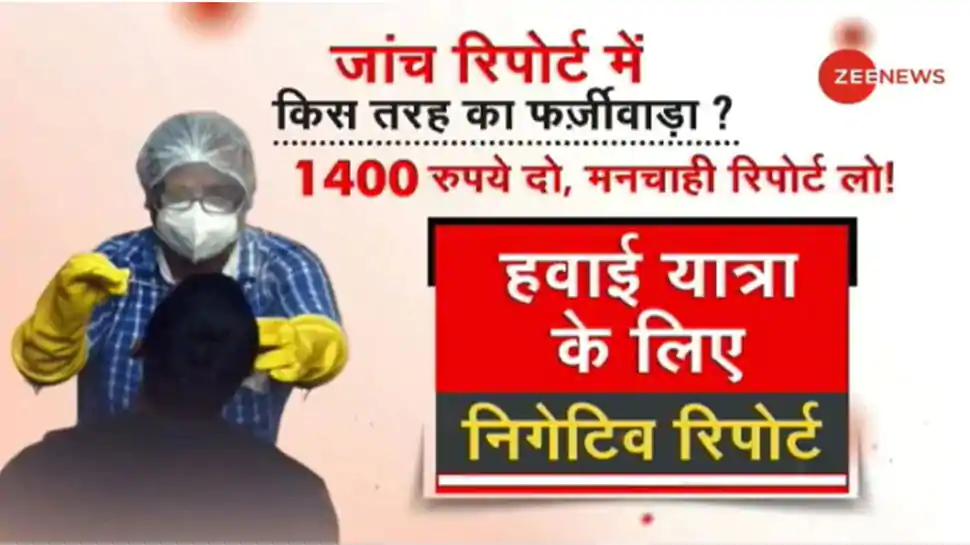 जांच रिपोर्ट में
ZEENEWS
किस तरह का फर्ज़ीवाड़ा ?
1400 रुपये दो, मनचाही रिपोर्ट लो!
हवाई यात्रा
के लिए
निगेटिव रिपोर्ट